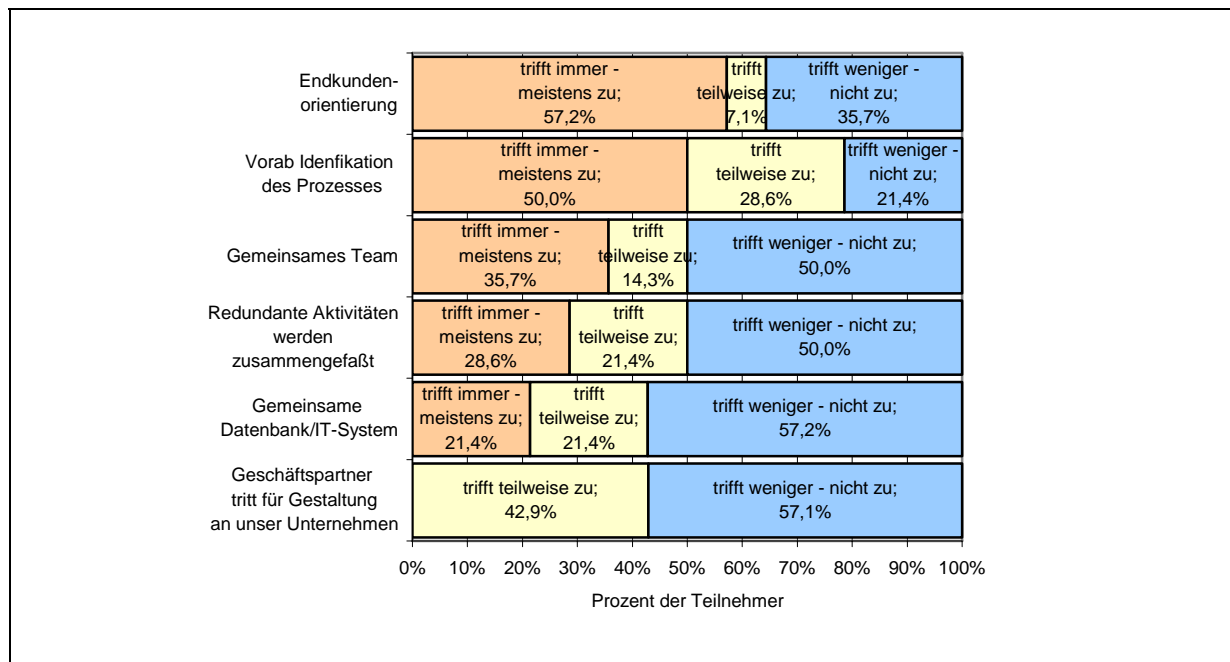 Endkunden-
orientierung
trifft immer -
meistens zu;
57,2%
trifft
teilweise zu;
7,1%
trifft weniger -
nicht zu;
35,7%
Vorab Idenfikation
des Prozesses
trifft immer -
meistens zu;
50,0%
trifft
teilweise zu;
28,6%
trifft weniger -
nicht zu;
21,4%
Gemeinsames Team
trifft immer -
meistens zu;
35,7%
trifft
teilweise zu;
14,3%
trifft weniger - nicht zu;
50,0%
Redundante Aktivitäten
werden
zusammengefaßt
trifft immer -
meistens zu;
28,6%
trifft
teilweise zu;
21,4%
trifft weniger - nicht zu;
50,0%
Gemeinsame
Datenbank/IT-System
trifft immer -
meistens zu;
21,4%
trifft
teilweise zu;
21,4%
trifft weniger - nicht zu;
57,2%
Geschäftspartner
tritt für Gestaltung
an unser Unternehmen
trifft teilweise zu;
42,9%
trifft weniger - nicht zu;
57,1%
0% 10% 20% 30% 40% 50% 60% 70% 80% 90% 100%
Prozent der Teilnehmer